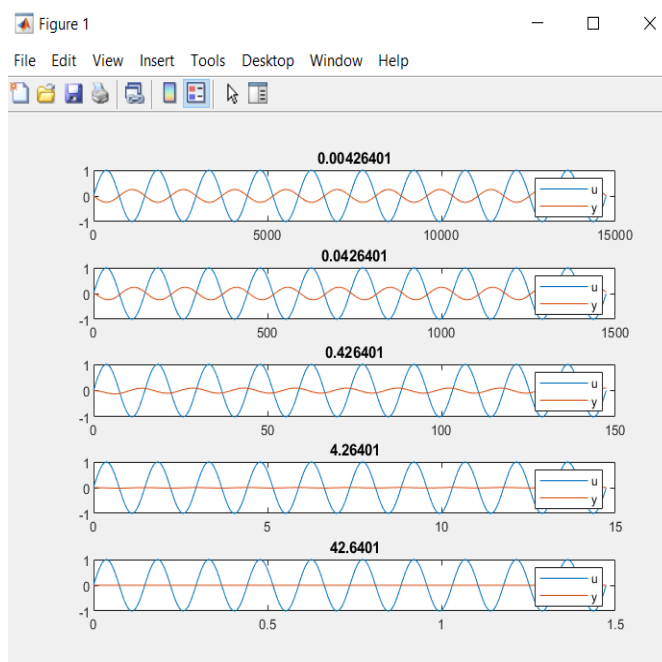 Figure 1
File Edit View Insert Tools Desktop Window Help
0.00426401
1
0
-1
0 5000 10000 15000
u
y
0.0426401
1
0
-1
0 500 1000 1500
u
y
0.426401
1
0
-1
0 50 100 150
u
y
4.26401
1
0
-1
0 5 10 15
u
y
42.6401
1
0
-1
0 0.5 1 1.5
u
y